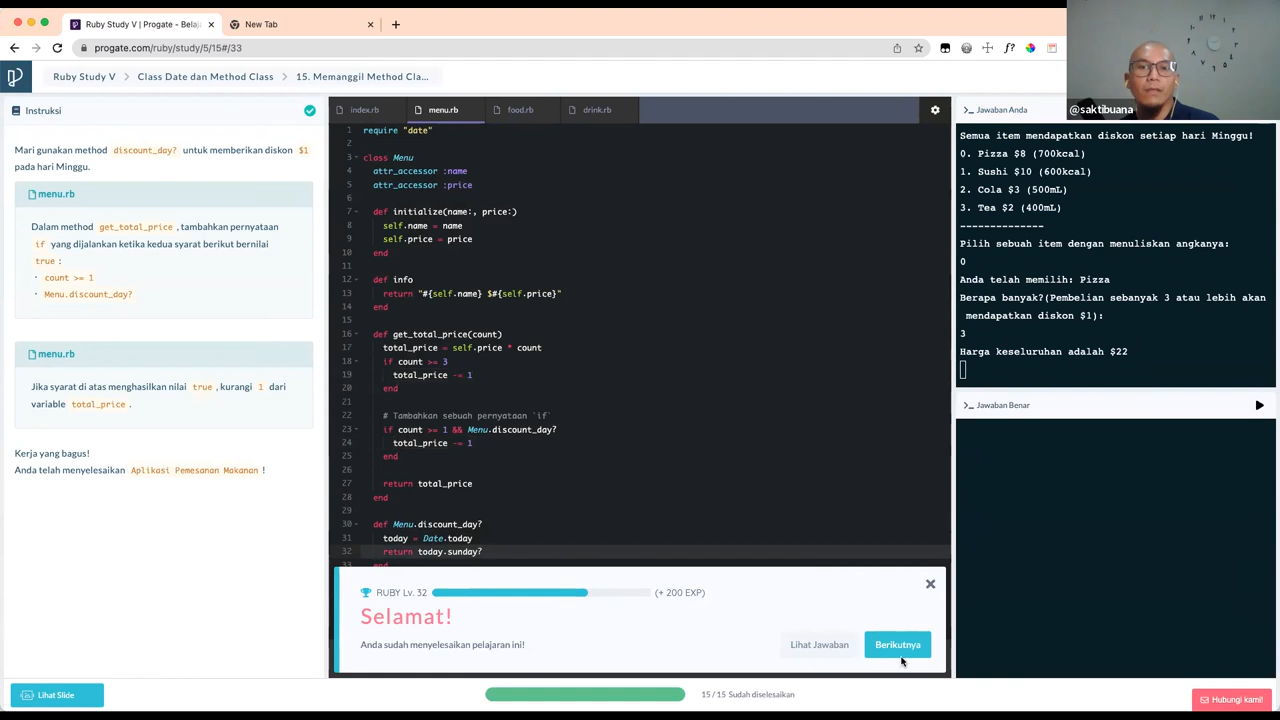 Ruby Study V | Progate - Belaja
New Tab
progate.com/ruby/study/5/15#/33
Ruby Study V
Class Date dan Method Class
15. Memanggil Method Cla...
@saktibuana
Instruksi
Mari gunakan method discount_day? untuk memberikan diskon $1
pada hari Minggu.
menu.rb
Dalam method get_total_price, tambahkan pernyataan
if yang dijalankan ketika kedua syarat berikut bernilai
true :
· count >= 1
· Menu.discount_day?
menu.rb
Jika syarat di atas menghasilkan nilai true, kurangi 1 dari
variable total_price.
Kerja yang bagus!
Anda telah menyelesaikan Aplikasi Pemesanan Makanan !
index.rb
menu.rb
food.rb
drink.rb
1 require "date"
2
3 class Menu
4 attr_accessor :name
5 attr_accessor :price
6
7 def initialize(name:, price:)
8 self.name = name
9 self.price = price
10 end
11
12 def info
13 return "#{self.name} $#{self.price}"
14 end
15
16 def get_total_price(count)
17 total_price = self.price * count
18 if count >= 3
19 total_price -= 1
20 end
21
22 # Tambahkan sebuah pernyataan `if`
23 if count >= 1 && Menu.discount_day?
24 total_price -= 1
25 end
26
27 return total_price
28 end
29
30 def Menu.discount_day?
31 today = Date.today
32 return today.sunday?
33 end
RUBY Lv. 32
(+ 200 EXP)
Selamat!
Anda sudah menyelesaikan pelajaran ini!
Lihat Jawaban
Berikutnya
Jawaban Anda
Semua item mendapatkan diskon setiap hari Minggu!
0. Pizza $8 (700kcal)
1. Sushi $10 (600kcal)
2. Cola $3 (500mL)
3. Tea $2 (400mL)
--------------
Pilih sebuah item dengan menuliskan angkanya:
0
Anda telah memilih: Pizza
Berapa banyak?(Pembelian sebanyak 3 atau lebih akan
mendapatkan diskon $1):
3
Harga keseluruhan adalah $22
Jawaban Benar
Lihat Slide
15 / 15 Sudah diselesaikan
Hubungi kami!